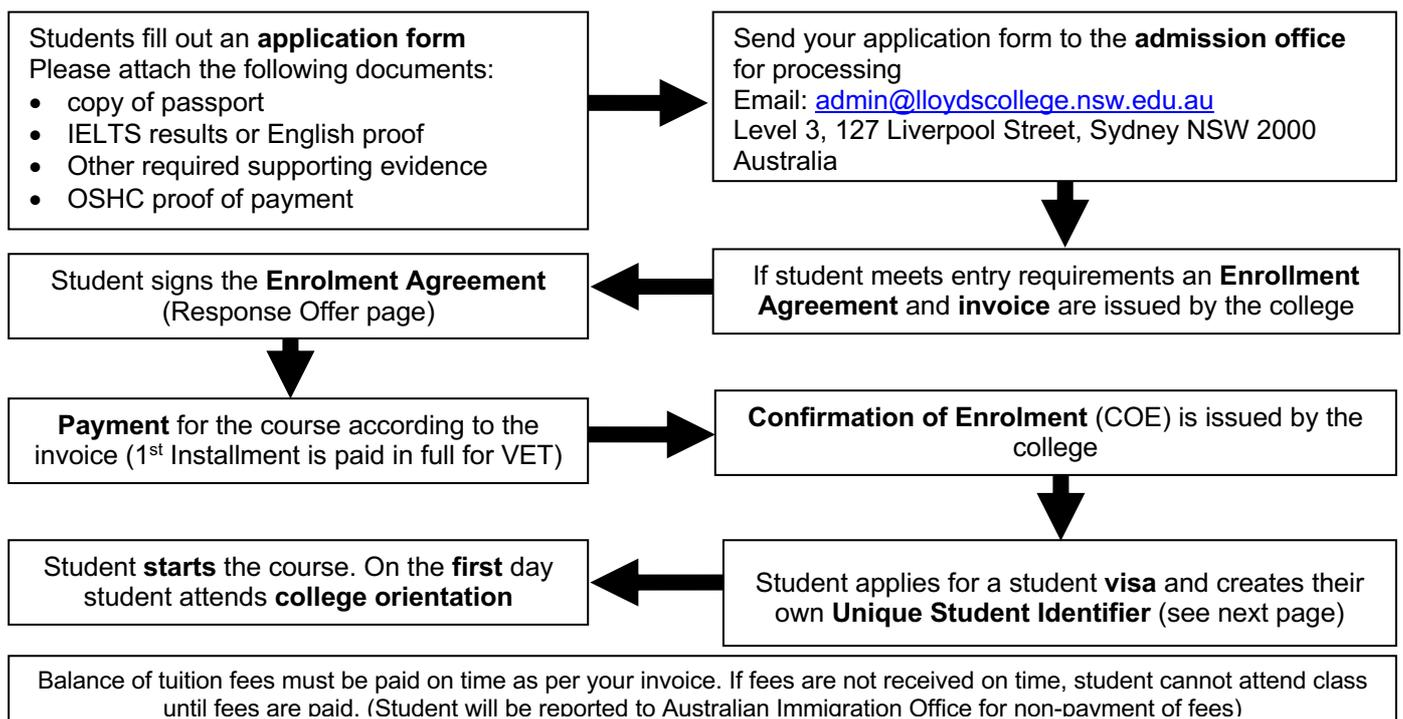 Students fill out an application form
Please attach the following documents:
• copy of passport
• IELTS results or English proof
• Other required supporting evidence
• OSHC proof of payment
Send your application form to the admission office
for processing
Email: admin@lloydscollege.nsw.edu.au
Level 3, 127 Liverpool Street, Sydney NSW 2000
Australia
If student meets entry requirements an Enrollment
Agreement and invoice are issued by the college
Student signs the Enrolment Agreement
(Response Offer page)
Payment for the course according to the
invoice (1st Installment is paid in full for VET)
Confirmation of Enrolment (COE) is issued by the
college
Student applies for a student visa and creates their
own Unique Student Identifier (see next page)
Student starts the course. On the first day
student attends college orientation
Balance of tuition fees must be paid on time as per your invoice. If fees are not received on time, student cannot attend class
until fees are paid. (Student will be reported to Australian Immigration Office for non-payment of fees)